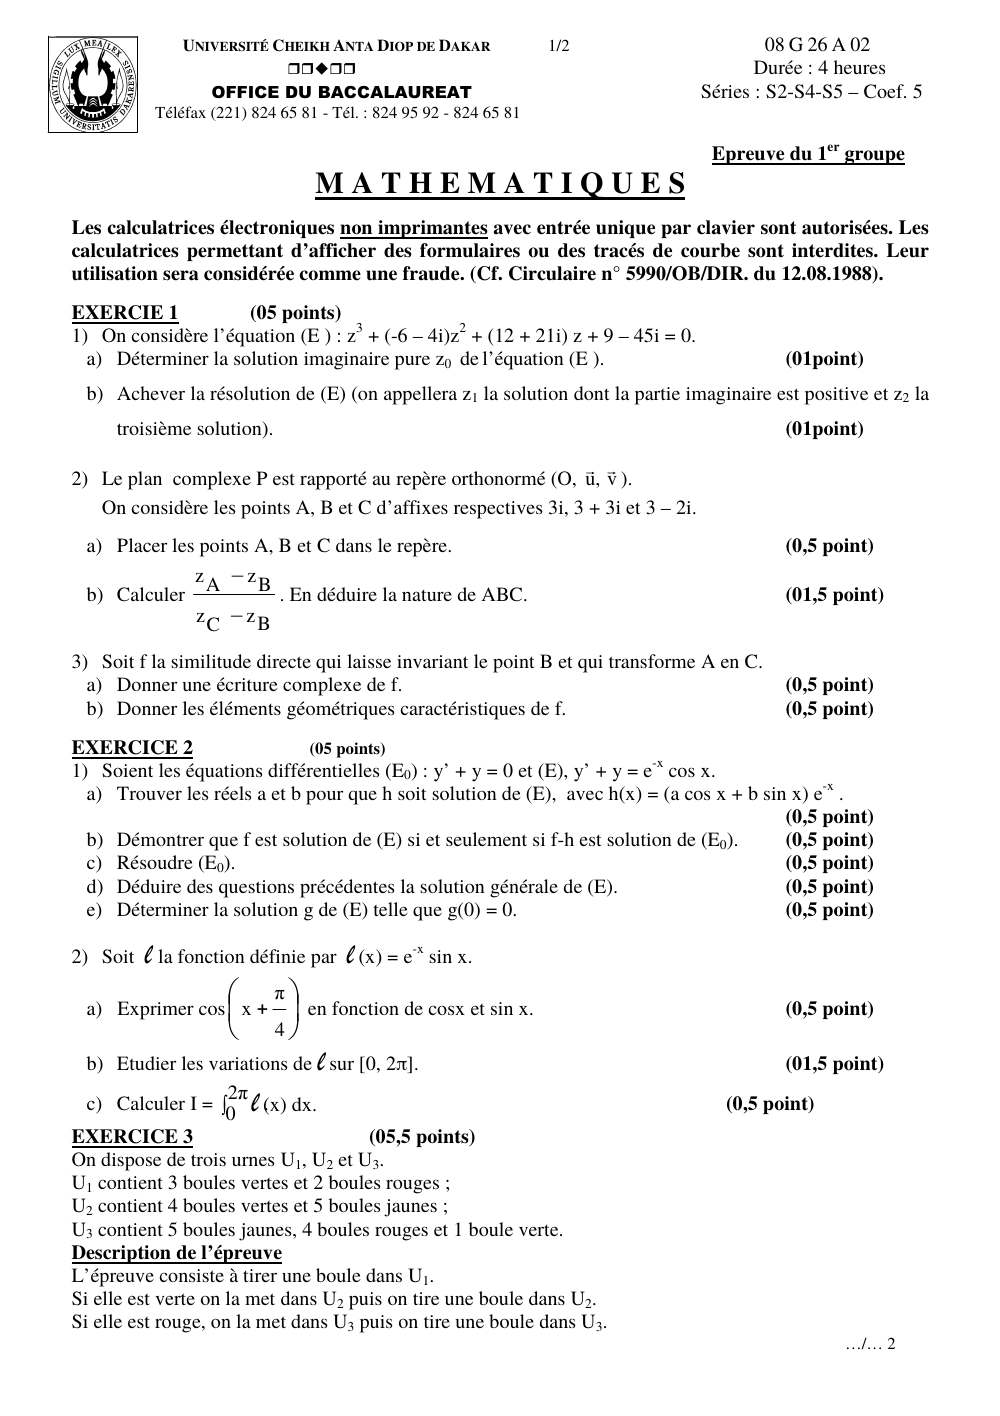 UNIVERSITÉ CHEIKH ANTA DIOP DE DAKAR 1/2 08 G 26 A 02
❒❒◆❒❒ Durée : 4 heures
OFFICE DU BACCALAUREAT Séries : S2-S4-S5 – Coef. 5
Téléfax (221) 824 65 81 - Tél. : 824 95 92 - 824 65 81
SIGILLUM UNIVERSITATIS DAKARENSIS
LUX MEA LEX
Epreuve du 1er groupe
M A T H E M A T I Q U E S
Les calculatrices électroniques non imprimantes avec entrée unique par clavier sont autorisées. Les
calculatrices permettant d’afficher des formulaires ou des tracés de courbe sont interdites. Leur
utilisation sera considérée comme une fraude. (Cf. Circulaire n° 5990/OB/DIR. du 12.08.1988).
EXERCIE 1 (05 points)
1) On considère l’équation (E ) : z³ + (-6 – 4i)z² + (12 + 21i) z + 9 – 45i = 0.
a) Déterminer la solution imaginaire pure z₀ de l’équation (E ). (01point)
b) Achever la résolution de (E) (on appellera z₁ la solution dont la partie imaginaire est positive et z₂ la
troisième solution). (01point)
2) Le plan complexe P est rapporté au repère orthonormé (O, u⃗, v⃗ ).
On considère les points A, B et C d’affixes respectives 3i, 3 + 3i et 3 – 2i.
a) Placer les points A, B et C dans le repère. (0,5 point)
b) Calculer (z_A − z_B)/(z_C − z_B) . En déduire la nature de ABC. (01,5 point)
3) Soit f la similitude directe qui laisse invariant le point B et qui transforme A en C.
a) Donner une écriture complexe de f. (0,5 point)
b) Donner les éléments géométriques caractéristiques de f. (0,5 point)
EXERCICE 2 (05 points)
1) Soient les équations différentielles (E₀) : y’ + y = 0 et (E), y’ + y = e⁻ˣ cos x.
a) Trouver les réels a et b pour que h soit solution de (E), avec h(x) = (a cos x + b sin x) e⁻ˣ .
(0,5 point)
b) Démontrer que f est solution de (E) si et seulement si f-h est solution de (E₀). (0,5 point)
c) Résoudre (E₀). (0,5 point)
d) Déduire des questions précédentes la solution générale de (E). (0,5 point)
e) Déterminer la solution g de (E) telle que g(0) = 0. (0,5 point)
2) Soit ℓ la fonction définie par ℓ (x) = e⁻ˣ sin x.
a) Exprimer cos(x + π/4) en fonction de cosx et sin x. (0,5 point)
b) Etudier les variations de ℓ sur [0, 2π]. (01,5 point)
c) Calculer I = ∫₀^2π ℓ (x) dx. (0,5 point)
EXERCICE 3 (05,5 points)
On dispose de trois urnes U₁, U₂ et U₃.
U₁ contient 3 boules vertes et 2 boules rouges ;
U₂ contient 4 boules vertes et 5 boules jaunes ;
U₃ contient 5 boules jaunes, 4 boules rouges et 1 boule verte.
Description de l’épreuve
L’épreuve consiste à tirer une boule dans U₁.
Si elle est verte on la met dans U₂ puis on tire une boule dans U₂.
Si elle est rouge, on la met dans U₃ puis on tire une boule dans U₃.
…/… 2